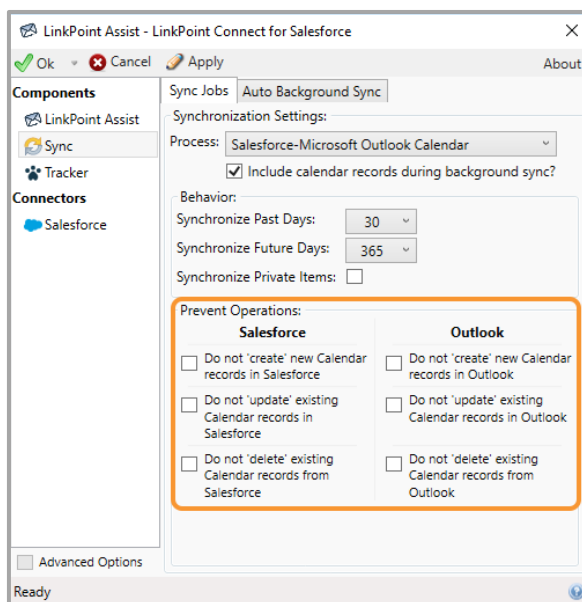 LinkPoint Assist - LinkPoint Connect for Salesforce
Ok Cancel Apply About
Components
LinkPoint Assist
Sync
Tracker
Connectors
Salesforce
Sync Jobs Auto Background Sync
Synchronization Settings:
Process: Salesforce-Microsoft Outlook Calendar
Include calendar records during background sync?
Behavior:
Synchronize Past Days: 30
Synchronize Future Days: 365
Synchronize Private Items:
Prevent Operations:
Salesforce
Do not 'create' new Calendar
records in Salesforce
Do not 'update' existing
Calendar records in
Salesforce
Do not 'delete' existing
Calendar records from
Salesforce
Outlook
Do not 'create' new Calendar
records in Outlook
Do not 'update' existing
Calendar records in Outlook
Do not 'delete' existing
Calendar records from
Outlook
Advanced Options
Ready